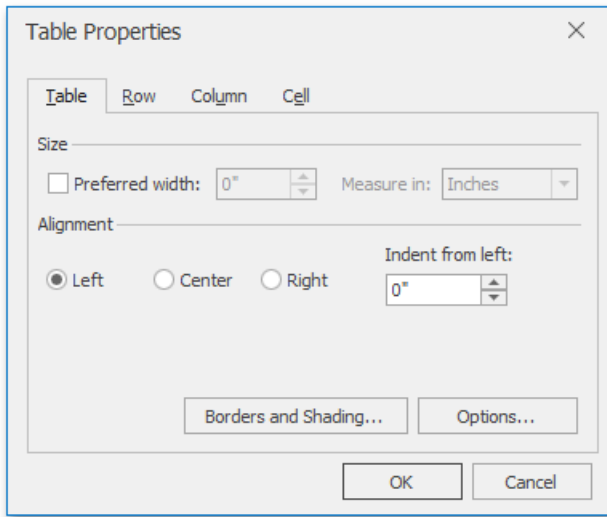 Table Properties
Table Row Column Cell
Size
Preferred width: 0" Measure in: Inches
Alignment
Indent from left:
Left Center Right
0"
Borders and Shading... Options...
OK Cancel